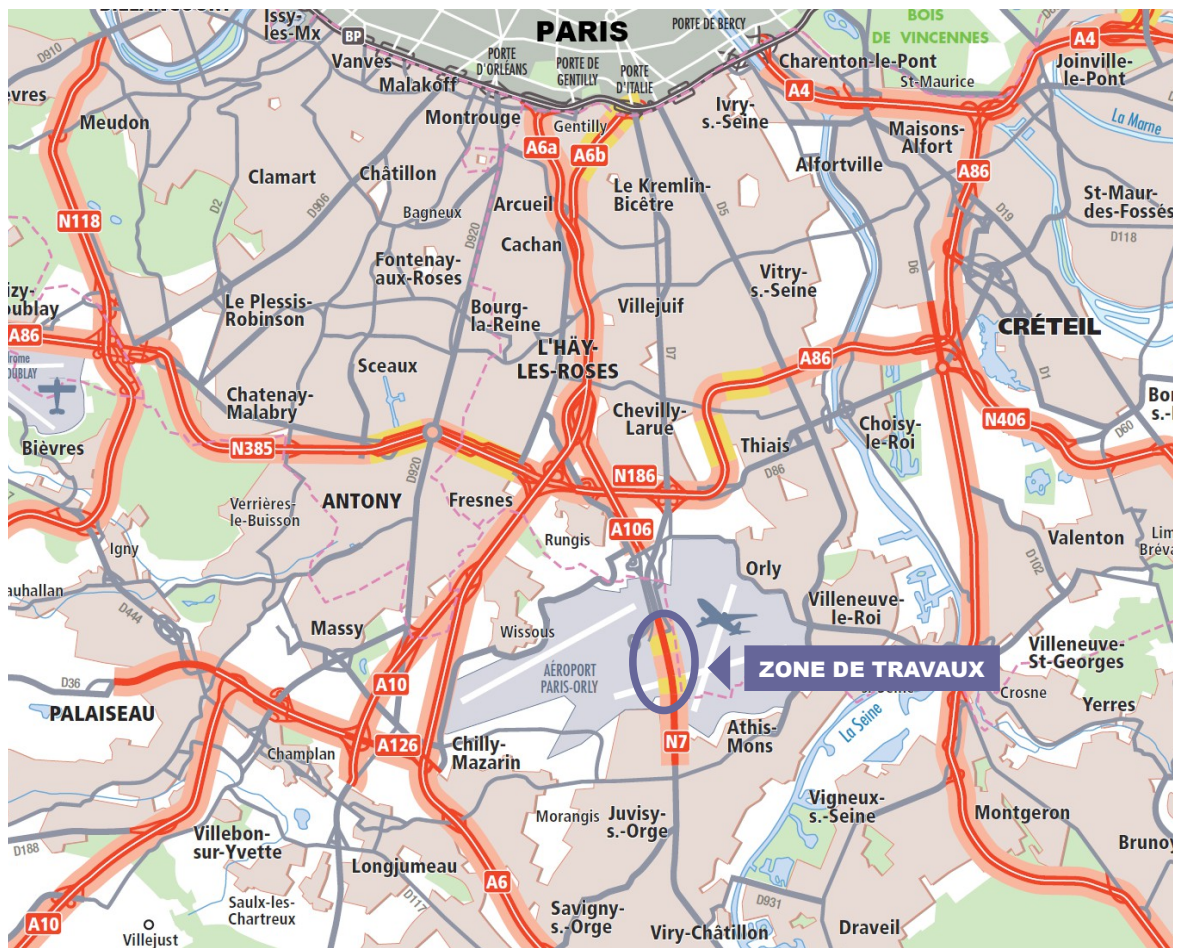 Issy-
les-Mx
BP
PARIS
PORTE DE BERCY
BOIS
DE VINCENNES
A4
D910
Vanves
PORTE
D'ORLÉANS
PORTE DE
GENTILLY
PORTE
D'ITALIE
Charenton-le-Pont
Joinville-
le-Pont
Malakoff
St-Maurice
A4
Montrouge
Gentilly
Ivry-
s.-Seine
La Marne
Meudon
A6a
A6b
Maisons-
Alfort
Clamart
Châtillon
Alfortville
A86
N118
D2
D906
Bagneux
Arcueil
Le Kremlin-
Bicêtre
D5
St-Maur-
des-Fossés
D19
D118
D920
Cachan
Fontenay-
aux-Roses
D6
Vitry-
s.-Seine
Le Plessis-
Robinson
Bourg-
la-Reine
Villejuif
CRÉTEIL
A86
L'HÄY-
LES-ROSES
D7
A86
Sceaux
D1
Chatenay-
Malabry
Chevilly-
Larue
Choisy-
le-Roi
N406
D60
Bièvres
N385
Thiais
D86
N186
D920
ANTONY
Fresnes
Verrières-
le-Buisson
A106
Igny
Rungis
Valenton
Orly
D102
D444
Villeneuve-
le-Roi
Massy
Wissous
Villeneuve-
St-Georges
AÉROPORT
PARIS-ORLY
ZONE DE TRAVAUX
D36
A10
Crosne
PALAISEAU
La Seine
Yerres
Athis-
Mons
N7
A126
Chilly-
Mazarin
Champlan
Vigneux-
s.-Seine
Morangis
Juvisy-
s.-Orge
Montgeron
Villebon-
sur-Yvette
D188
Longjumeau
A6
D117
Saulx-les-
Chartreux
D931
A10
Savigny-
s.-Orge
Draveil
Villejust
Viry-Châtillon